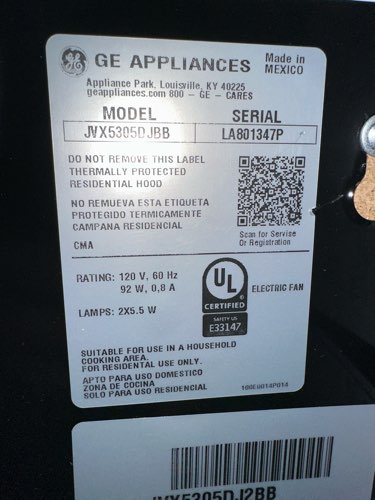 GE APPLIANCES
Made in
MEXICO
Appliance Park, Louisville, KY 40225
geappliances.com 800 - GE - CARES
MODEL SERIAL
JVX5305DJBB LA801347P
DO NOT REMOVE THIS LABEL
THERMALLY PROTECTED
RESIDENTIAL HOOD
NO REMUEVA ESTA ETIQUETA
PROTEGIDO TERMICAMENTE
CAMPANA RESIDENCIAL
CMA
Scan for Service
Or Registration
RATING: 120 V, 60 Hz
92 W, 0,8 A
LAMPS: 2X5.5 W
UL
CERTIFIED
SAFETY US
E33147
ELECTRIC FAN
SUITABLE FOR USE IN A HOUSEHOLD
COOKING AREA.
FOR RESIDENTIAL USE ONLY.
APTO PARA USO DOMESTICO
ZONA DE COCINA
SOLO PARA USO RESIDENCIAL
100E0014P014
JVX5305DJ2BB